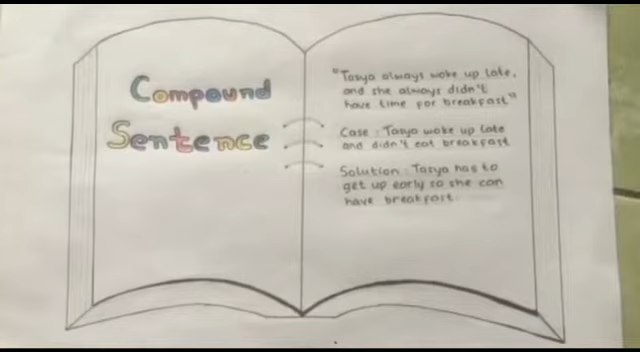 Compound
Sentence
"Tasya always woke up late,
and she always didn't
have time for breakfast"
Case : Tasya woke up late
and didn't eat breakfast
Solution : Tasya has to
get up early so she can
have breakfast.